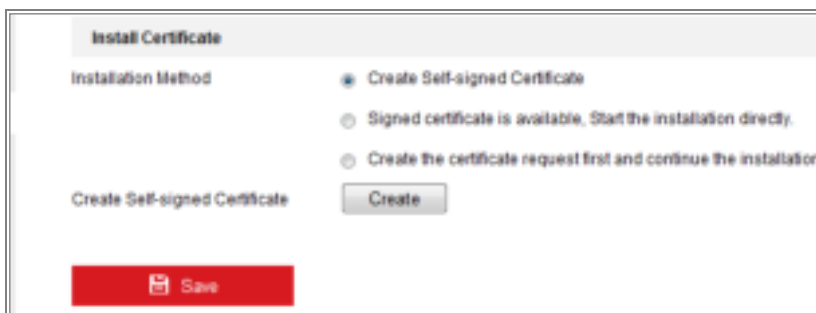 Install Certificate
Installation Method
Create Self-signed Certificate
Signed certificate is available, Start the installation directly.
Create the certificate request first and continue the installation
Create Self-signed Certificate
Create
Save